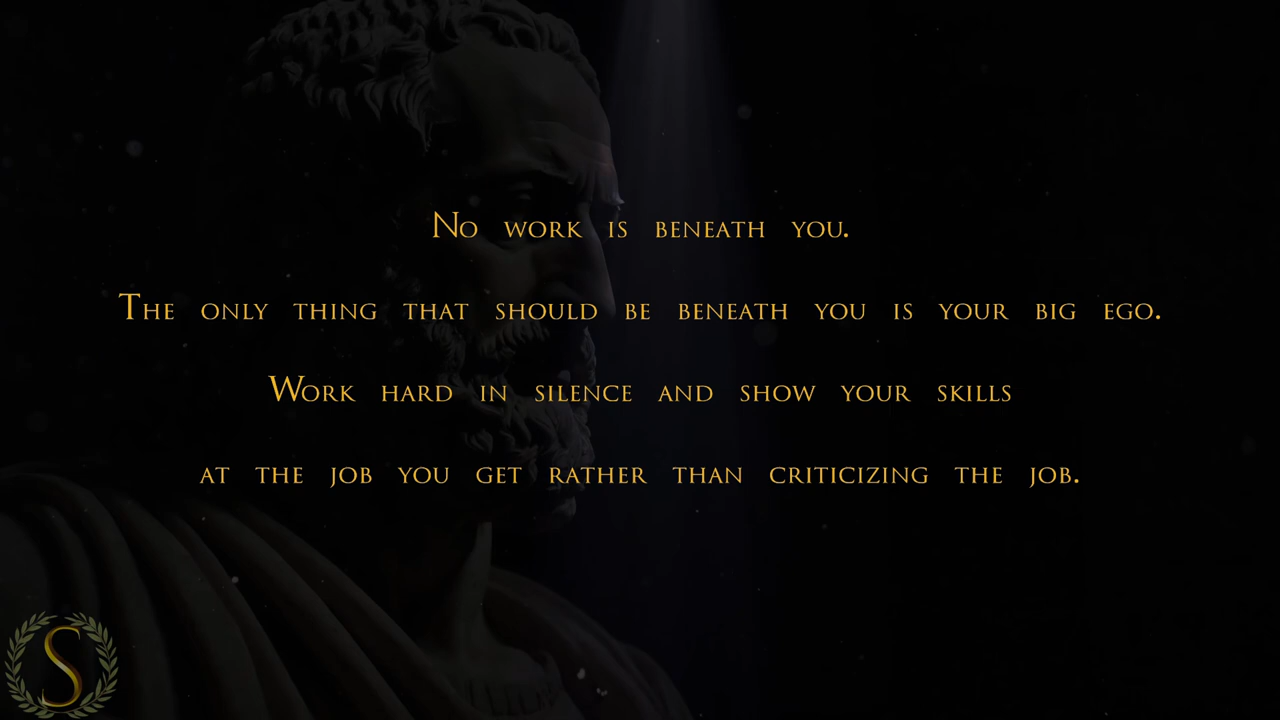 No work is beneath you.
The only thing that should be beneath you is your big ego.
Work hard in silence and show your skills
at the job you get rather than criticizing the job.
S